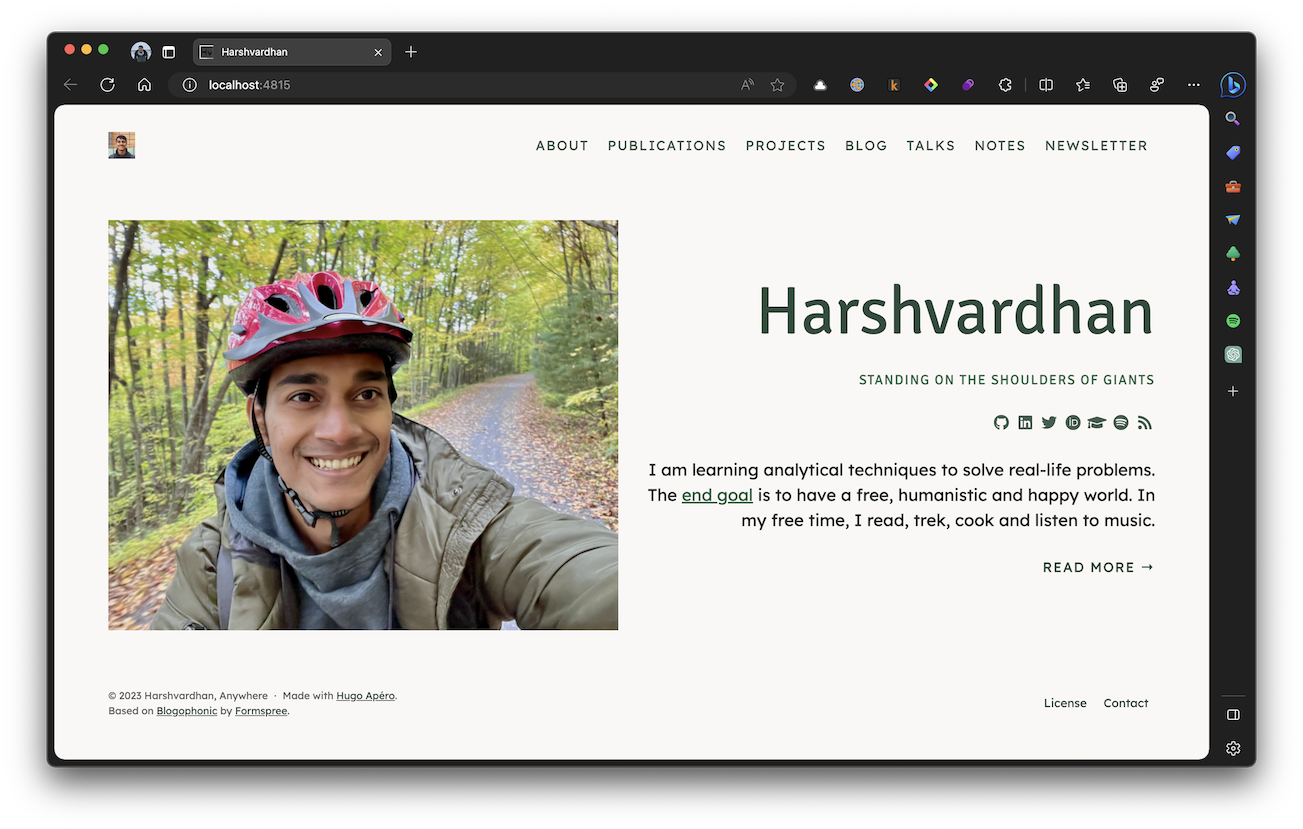 Harshvardhan
localhost:4815
ABOUT PUBLICATIONS PROJECTS BLOG TALKS NOTES NEWSLETTER
Harshvardhan
STANDING ON THE SHOULDERS OF GIANTS
I am learning analytical techniques to solve real-life problems.
The end goal is to have a free, humanistic and happy world. In
my free time, I read, trek, cook and listen to music.
READ MORE →
© 2023 Harshvardhan, Anywhere · Made with Hugo Apéro.
Based on Blogophonic by Formspree.
License Contact